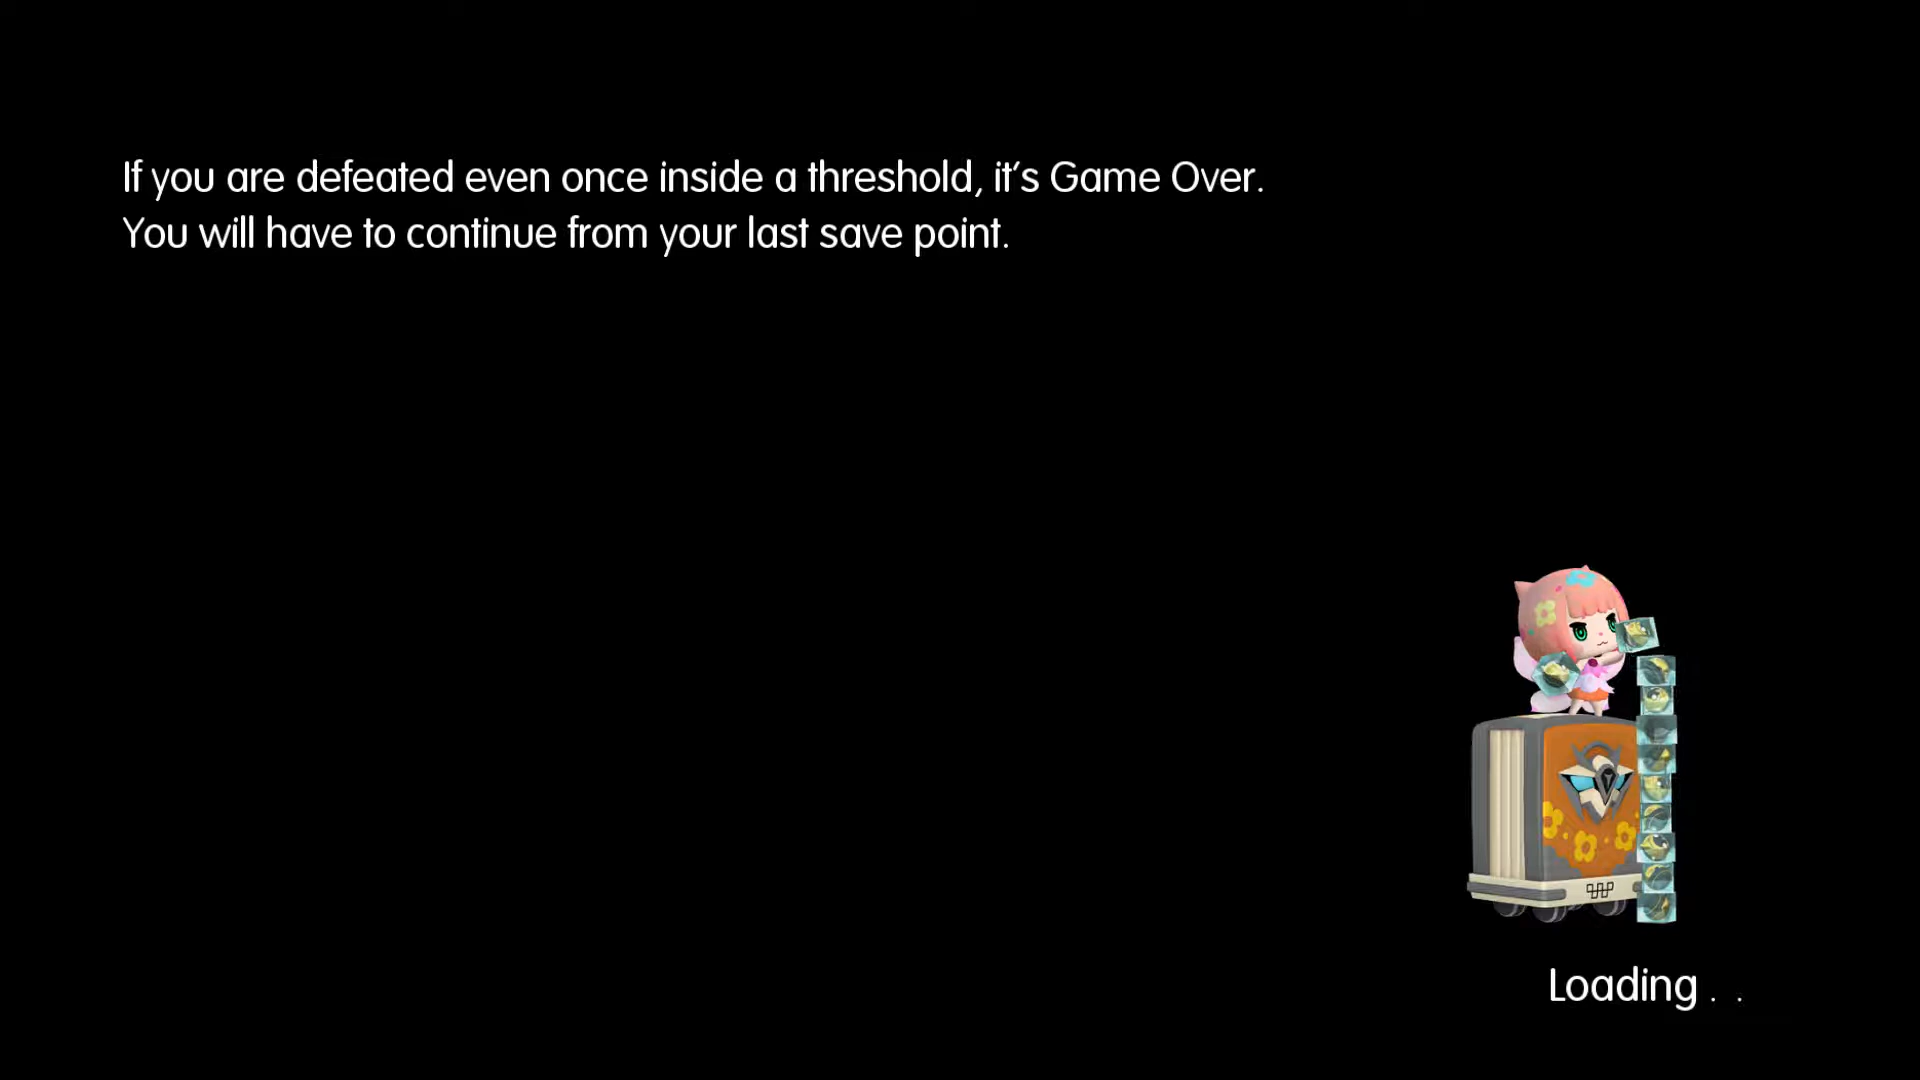 If you are defeated even once inside a threshold, it's Game Over.
You will have to continue from your last save point.
Loading . .